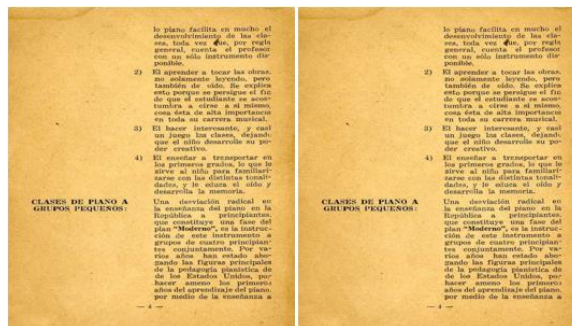 lo piano facilita en mucho el
desenvolvimiento de las cla-
ses, toda vez que, por regla
general, cuenta el profesor
con un sólo instrumento dis-
ponible.
2) El aprender a tocar las obras,
no solamente leyendo, pero
también de oído. Se explica
esto porque se persigue el fin
de que el estudiante se acos-
tumbra a oirse a sí mismo,
cosa ésta de alta importancia
en toda su carrera musical.
3) El hacer interesante, y casi
un juego las clases, dejando
que el niño desarrolle su po-
der creativo.
4) El enseñar a transportar en
los primeros grados, lo que le
sirve al niño para familiari-
zarse con las distintas tonali-
dades, y le educa el oído y
desarrolla la memoria.
CLASES DE PIANO A
GRUPOS PEQUEÑOS:
Una desviación radical en
la enseñanza del piano en la
República a principiantes,
que constituye una fase del
plan "Moderno", es la instruc-
ción de este instrumento a
grupos de cuatro principian-
tes Por va-
rios años han estado abo-
gando las figuras principales
de la pedagogía pianística de
de los Estados Unidos, por
hacer ameno los primeros
años del aprendizaje del piano,
por medio de la enseñanza a
— 4 —
lo piano facilita en mucho el
desenvolvimiento de las cla-
ses, toda vez que, por regla
general, cuenta el profesor
con un sólo instrumento dis-
ponible.
2) El aprender a tocar las obras,
no solamente leyendo, pero
también de oído. Se explica
esto porque se persigue el fin
de que el estudiante se acos-
tumbra a oirse a sí mismo,
cosa ésta de alta importancia
en toda su carrera musical.
3) El hacer interesante, y casi
un juego las clases, dejando
que el niño desarrolle su po-
der creativo.
4) El enseñar a transportar en
los primeros grados, lo que le
sirve al niño para familiari-
zarse con las distintas tonali-
dades, y le educa el oído y
desarrolla la memoria.
CLASES DE PIANO A
GRUPOS PEQUEÑOS:
Una desviación radical en
la enseñanza del piano en la
República a principiantes,
que constituye una fase del
plan "Moderno", es la instruc-
ción de este instrumento a
grupos de cuatro principian-
tes Por va-
rios años han estado abo-
gando las figuras principales
de la pedagogía pianística de
de los Estados Unidos, por
hacer ameno los primeros
años del aprendizaje del piano,
por medio de la enseñanza a
— 4 —